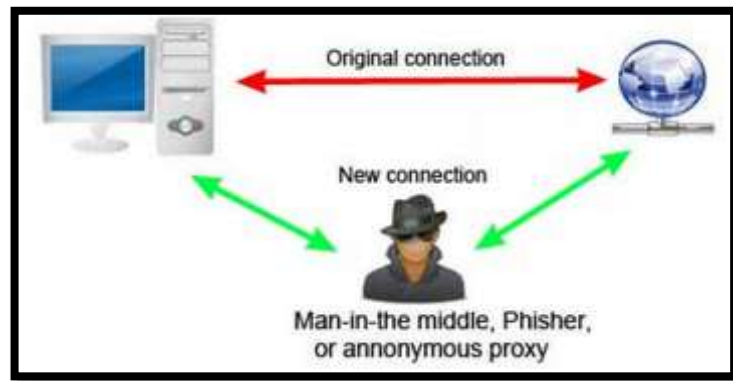 Original connection
New connection
Man-in-the middle, Phisher,
or annonymous proxy